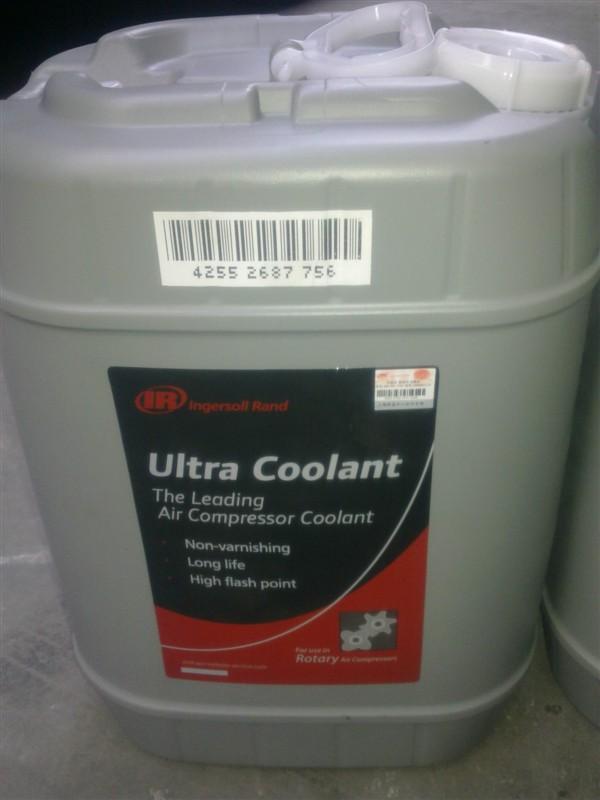 4255 2687 756
IR Ingersoll Rand
Ultra Coolant
The Leading
Air Compressor Coolant
Non-varnishing
Long life
High flash point
For use in
Rotary Air Compressors